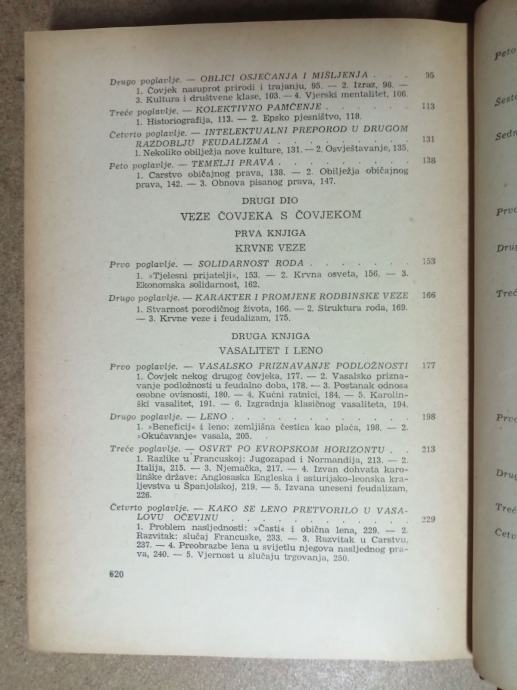 Drugo poglavlje. — OBLICI OSJEĆANJA I MIŠLJENJA . . . 95
1. Čovjek nasuprot prirodi i trajanju, 95. — 2. Izraz, 98. —
3. Kultura i društvene klase, 103. — 4. Vjerski mentalitet, 106.
Treće poglavlje. — KOLEKTIVNO PAMĆENJE . . . . . 113
1. Historiografija, 113. — 2. Epsko pjesništvo, 118.
Četvrto poglavlje. — INTELEKTUALNI PREPOROD U DRUGOM
RAZDOBLJU FEUDALIZMA . . . . . . . . . 131
1. Nekoliko obilježja nove kulture, 131. — 2. Osvještavanje, 135.
Peto poglavlje. — TEMELJI PRAVA . . . . . . . . 138
1. Carstvo običajnog prava, 138. — 2. Obilježja običajnog
prava, 142. — 3. Obnova pisanog prava, 147.
DRUGI DIO
VEZE ČOVJEKA S ČOVJEKOM
PRVA KNJIGA
KRVNE VEZE
Prvo poglavlje. — SOLIDARNOST RODA . . . . . . 153
1. »Tjelesni prijatelji«, 153. — 2. Krvna osveta, 156. — 3.
Ekonomska solidarnost, 162.
Drugo poglavlje. — KARAKTER I PROMJENE RODBINSKE VEZE 166
1. Stvarnost porodičnog života, 166. — 2. Struktura roda, 169.
— 3. Krvne veze i feudalizam, 175.
DRUGA KNJIGA
VASALITET I LENO
Prvo poglavlje. — VASALSKO PRIZNAVANJE PODLOŽNOSTI 177
1. Čovjek nekog drugog čovjeka, 177. — 2. Vasalsko prizna-
vanje podložnosti u feudalno doba, 178. — 3. Postanak odnosa
osobne ovisnosti, 180. — 4. Kućni ratnici, 184. — 5. Karolin-
ški vasalitet, 191. — 6. Izgradnja klasičnog vasaliteta, 194.
Drugo poglavlje. — LENO . . . . . . . . . . 198
1. »Beneficij« i leno: zemljišna čestica kao plaća, 198. — 2.
»Okućavanje« vasala, 205.
Treće poglavlje. — OSVRT PO EVROPSKOM HORIZONTU . . 213
1. Razlike u Francuskoj: Jugozapad i Normandija, 213. — 2.
Italija, 215. — 3. Njemačka, 217. — 4. Izvan dohvata karo-
linške države: Anglosaska Engleska i asturijsko-leonska kra-
ljevstva u Španjolskoj, 219. — 5. Izvana uneseni feudalizam,
226.
Četvrto poglavlje. — KAKO SE LENO PRETVORILO U VASA-
LOVU OČEVINU . . . . . . . . . . . 229
1. Problem nasljednosti: »Časti« i obična lena, 229. — 2.
Razvitak: slučaj Francuske, 233. — 3. Razvitak u Carstvu,
237. — 4. Preobrazbe lena u svijetlu njegova nasljednog pra-
va, 240. — 5. Vjernost u slučaju trgovanja, 250.
620
Peto
Šesto
Sedm
Prvo
Drug
Treć
Prvo
Drug
Treć
Četv